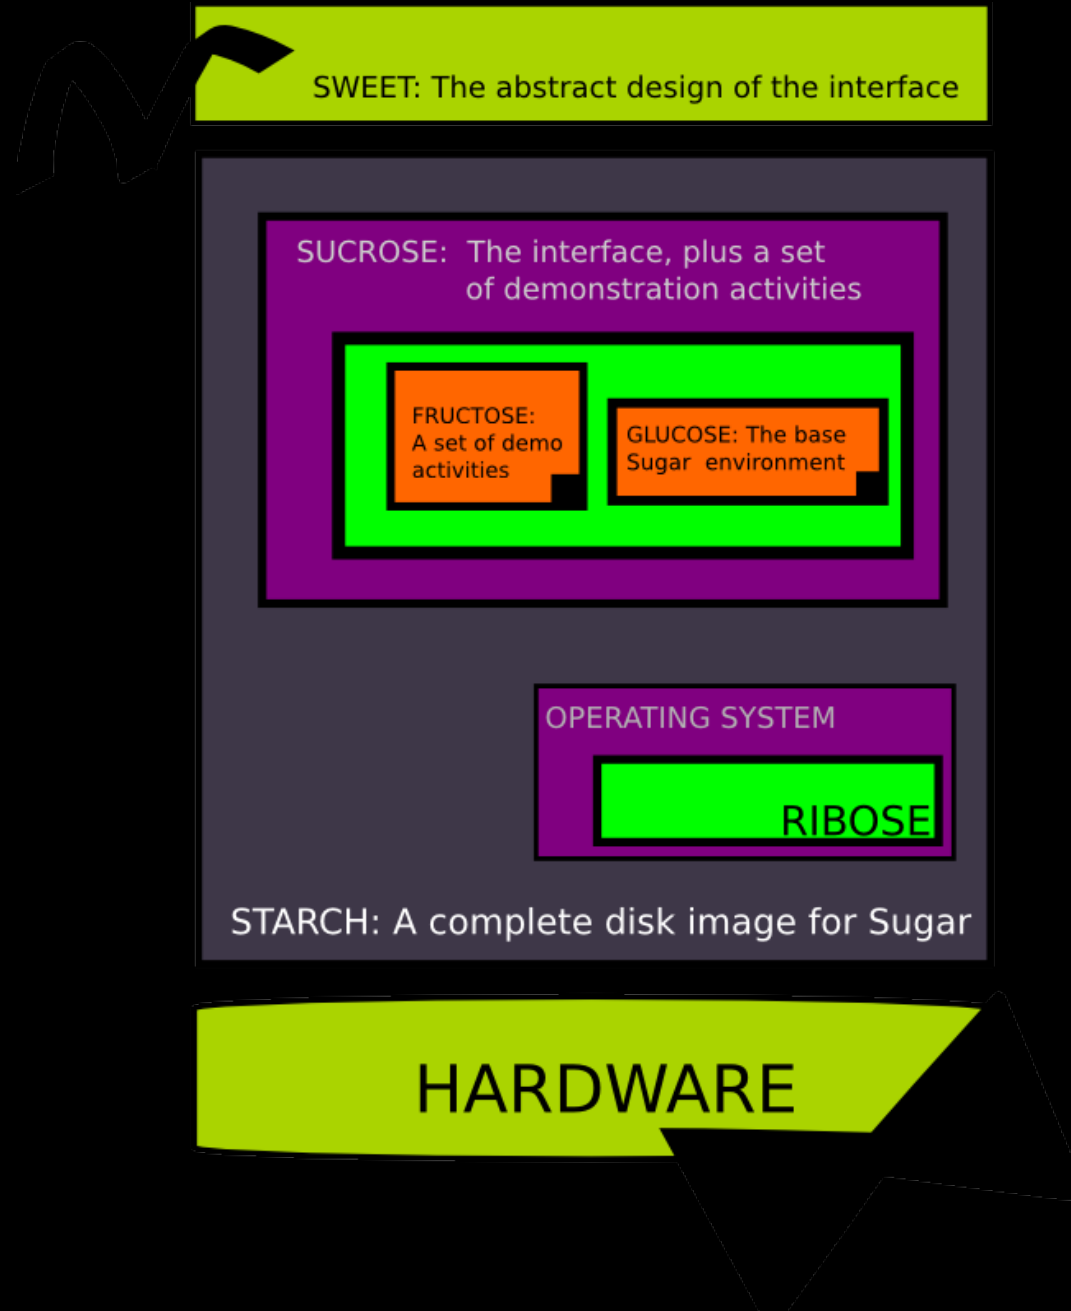 SWEET: The abstract design of the interface
SUCROSE: The interface, plus a set
of demonstration activities
FRUCTOSE:
A set of demo
activities
GLUCOSE: The base
Sugar environment
OPERATING SYSTEM
RIBOSE
STARCH: A complete disk image for Sugar
HARDWARE